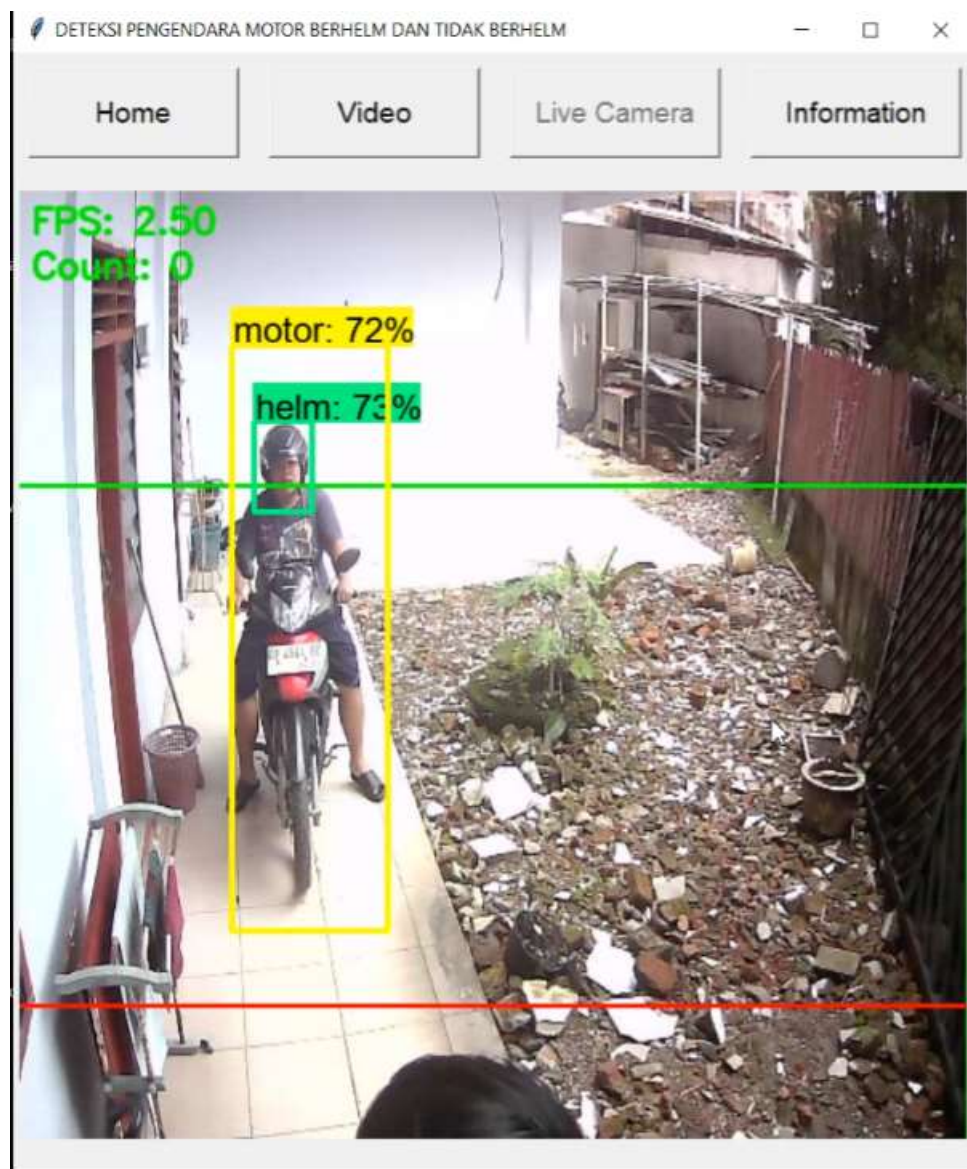 DETEKSI PENGENDARA MOTOR BERHELM DAN TIDAK BERHELM
Home Video Live Camera Information
FPS: 2.50
Count: 0
motor: 72%
helm: 73%